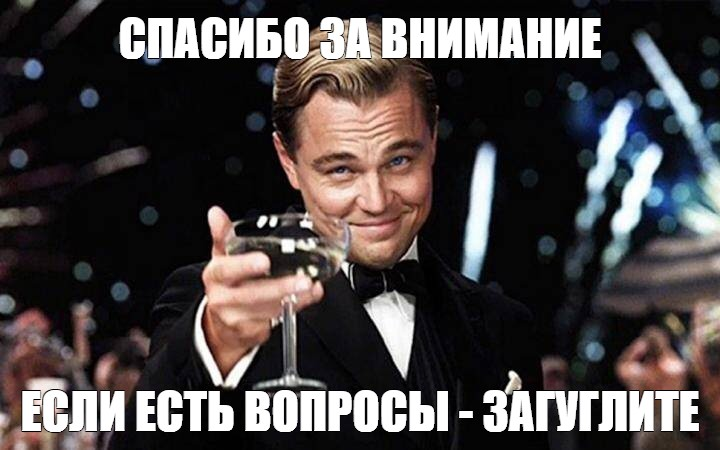 СПАСИБО ЗА ВНИМАНИЕ
ЕСЛИ ЕСТЬ ВОПРОСЫ - ЗАГУГЛИТЕ